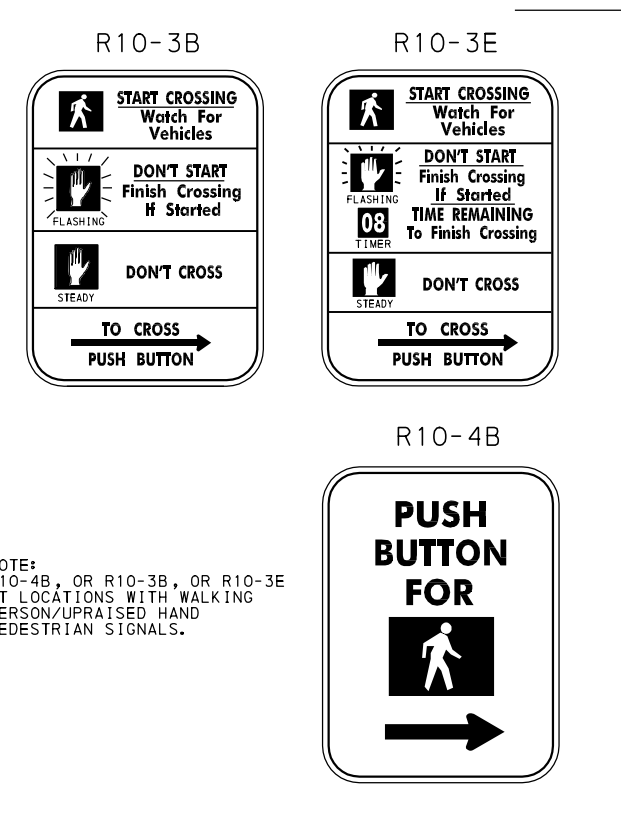 R10-3B
START CROSSING
Watch For
Vehicles
DON'T START
Finish Crossing
If Started
FLASHING
DON'T CROSS
STEADY
TO CROSS
PUSH BUTTON
R10-3E
START CROSSING
Watch For
Vehicles
DON'T START
Finish Crossing
If Started
FLASHING
08
TIMER
TIME REMAINING
To Finish Crossing
DON'T CROSS
STEADY
TO CROSS
PUSH BUTTON
R10-4B
PUSH
BUTTON
FOR
OTE:
10-4B, OR R10-3B, OR R10-3E
T LOCATIONS WITH WALKING
ERSON/UPRAISED HAND
EDESTRIAN SIGNALS.